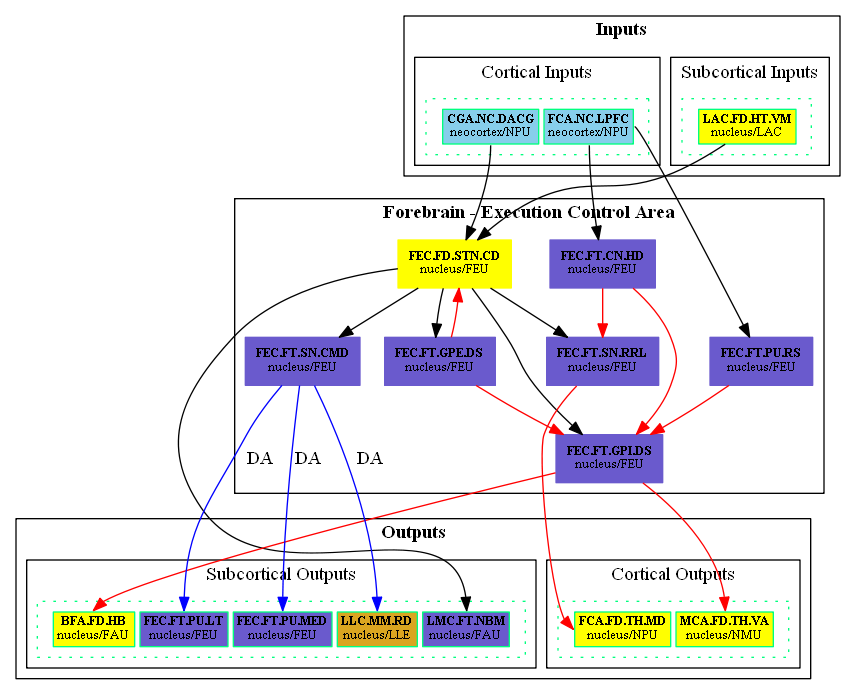 Inputs
Cortical Inputs
Subcortical Inputs
CGA.NC.DACG
neocortex/NPU
FCA.NC.LPFC
neocortex/NPU
LAC.FD.HT.VM
nucleus/LAC
Forebrain - Execution Control Area
FEC.FD.STN.CD
nucleus/FEU
FEC.FT.CN.HD
nucleus/FEU
FEC.FT.SN.CMD
nucleus/FEU
FEC.FT.GPE.DS
nucleus/FEU
FEC.FT.SN.RRL
nucleus/FEU
FEC.FT.PU.RS
nucleus/FEU
FEC.FT.GPI.DS
nucleus/FEU
DA
DA
DA
Outputs
Subcortical Outputs
Cortical Outputs
BFA.FD.HB
nucleus/FAU
FEC.FT.PU.LT
nucleus/FEU
FEC.FT.PU.MED
nucleus/FEU
LLC.MM.RD
nucleus/LLE
LMC.FT.NBM
nucleus/FAU
FCA.FD.TH.MD
nucleus/NPU
MCA.FD.TH.VA
nucleus/NMU